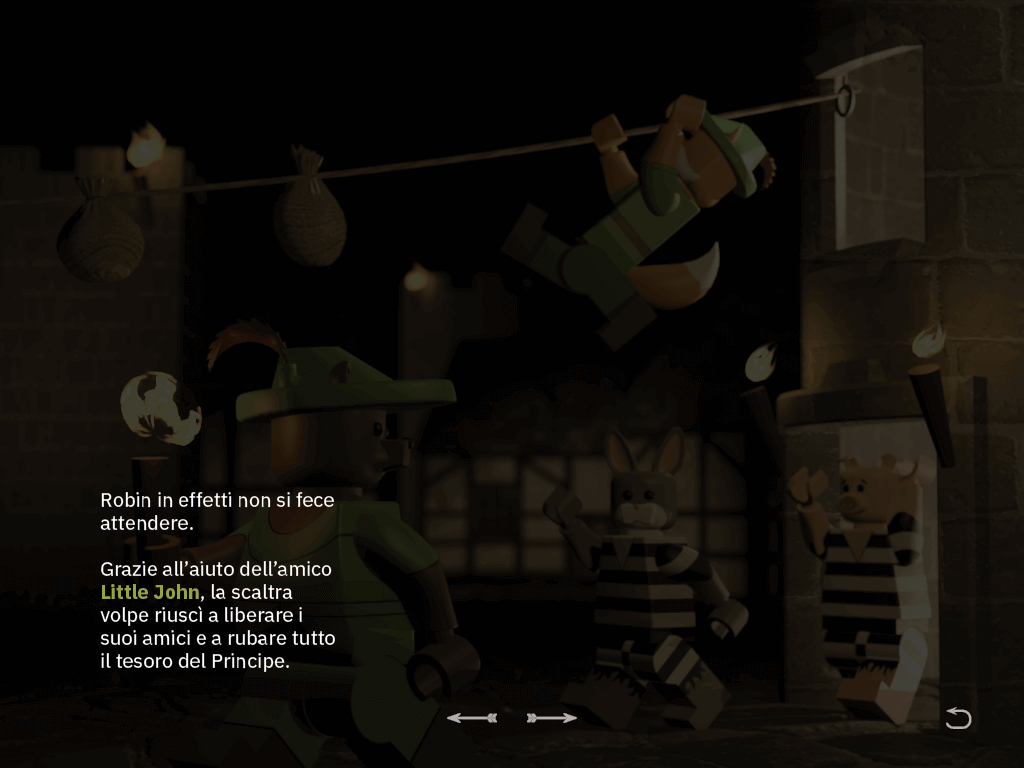 Robin in effetti non si fece
attendere.
Grazie all’aiuto dell’amico
Little John, la scaltra
volpe riuscì a liberare i
suoi amici e a rubare tutto
il tesoro del Principe.